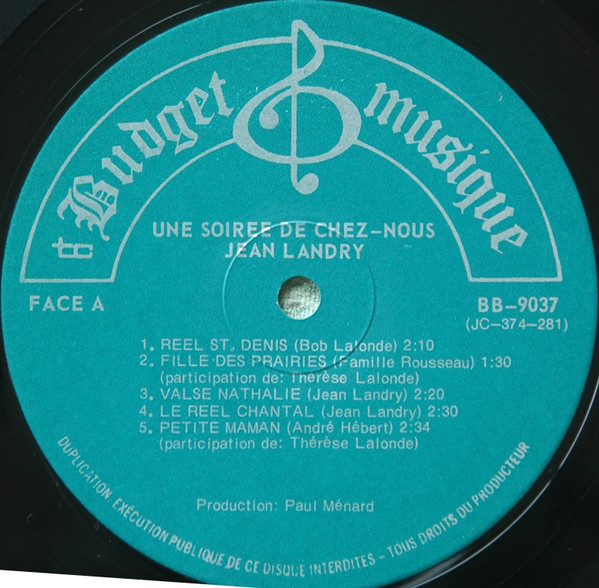 Budget musique
UNE SOIREE DE CHEZ-NOUS
JEAN LANDRY
FACE A
BB-9037
(JC-374-281)
1. REEL ST. DENIS (Bob Lalonde) 2:10
2. FILLE DES PRAIRIES (Famille Rousseau) 1:30
(participation de: Thérèse Lalonde)
3. VALSE NATHALIE (Jean Landry) 2:20
4. LE REEL CHANTAL (Jean Landry) 2:30
5. PETITE MAMAN (André Hébert) 2:34
(participation de: Thérèse Lalonde)
Production: Paul Ménard
DUPLICATION EXÉCUTION PUBLIQUE DE CE DISQUE INTERDITES - TOUS DROITS DU PRODUCTEUR